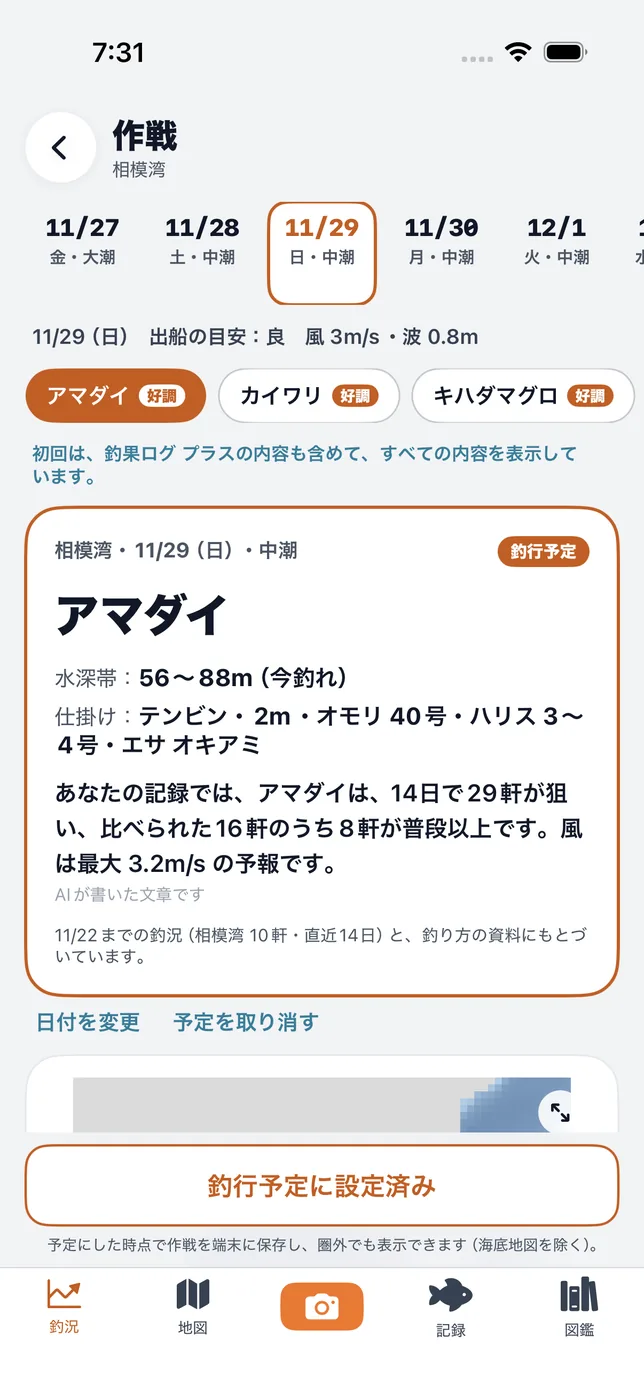 7:31
作戦
相模湾
11/27 11/28 11/29 11/30 12/1
金・大潮 土・中潮 日・中潮 月・中潮 火・中潮
11/29（日） 出船の目安：良 風 3m/s・波 0.8m
アマダイ 好調 カイワリ 好調 キハダマグロ 好調
初回は、釣果ログ プラスの内容も含めて、すべての内容を表示して
います。
相模湾・11/29（日）・中潮 釣行予定
アマダイ
水深帯：56〜88m（今釣れ）
仕掛け：テンビン・2m・オモリ 40号・ハリス 3〜
4号・エサ オキアミ
あなたの記録では、アマダイは、14日で29軒が狙
い、比べられた16軒のうち8軒が普段以上です。風
は最大 3.2m/s の予報です。
AIが書いた文章です
11/22までの釣況（相模湾 10軒・直近14日）と、釣り方の資料にもとづ
いています。
日付を変更 予定を取り消す
釣行予定に設定済み
予定にした時点で作戦を端末に保存し、圏外でも表示できます（海底地図を除く）。
釣況 地図 記録 図鑑